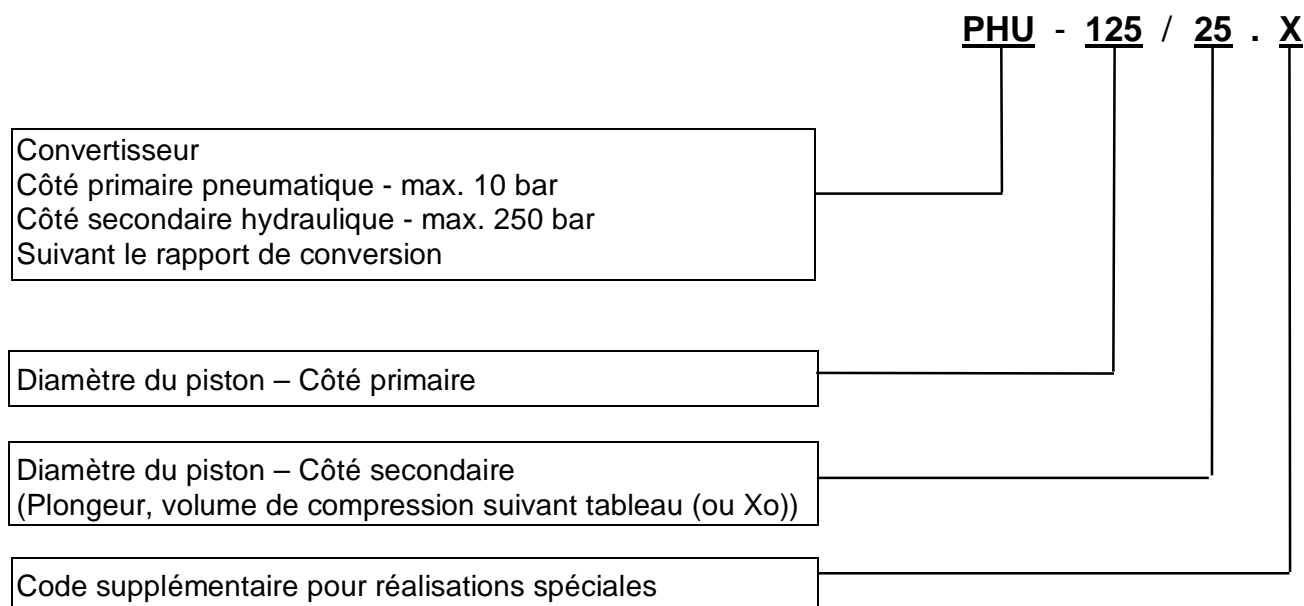 PHU - 125 / 25 . X
Convertisseur
Côté primaire pneumatique - max. 10 bar
Côté secondaire hydraulique - max. 250 bar
Suivant le rapport de conversion
Diamètre du piston – Côté primaire
Diamètre du piston – Côté secondaire
(Plongeur, volume de compression suivant tableau (ou Xo))
Code supplémentaire pour réalisations spéciales